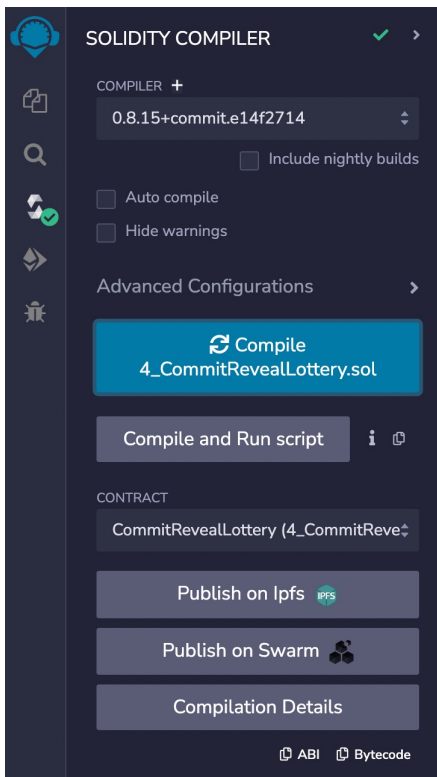 SOLIDITY COMPILER
COMPILER +
0.8.15+commit.e14f2714
Include nightly builds
Auto compile
Hide warnings
Advanced Configurations
Compile
4_CommitRevealLottery.sol
Compile and Run script
CONTRACT
CommitRevealLottery (4_CommitReve
Publish on Ipfs IPFS
Publish on Swarm
Compilation Details
ABI Bytecode